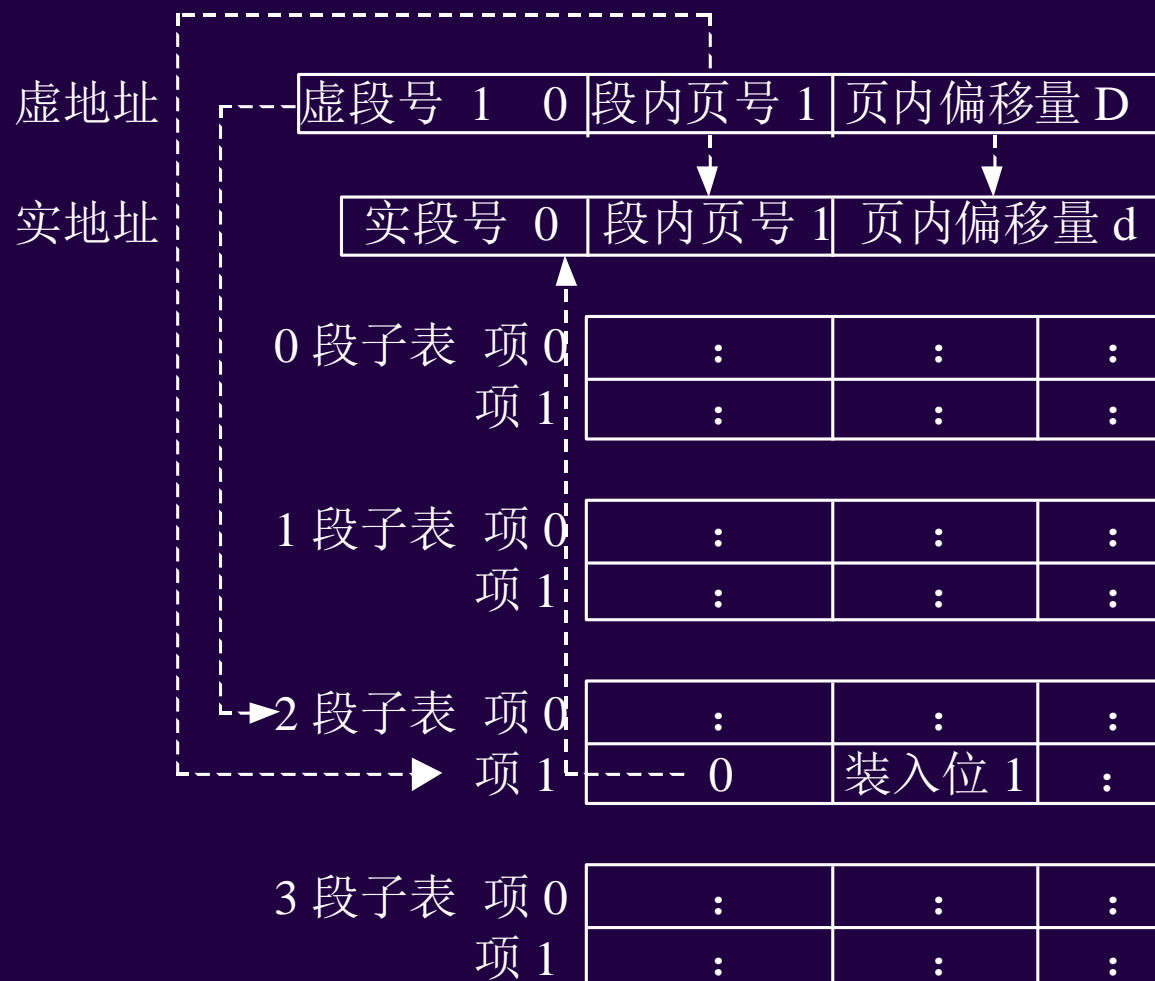 虚地址 虚段号 1 0 段内页号 1 页内偏移量 D
实地址 实段号 0 段内页号 1 页内偏移量 d
0 段子表 项 0 : : :
项 1 : : :
1 段子表 项 0 : : :
项 1 : : :
2 段子表 项 0 : : :
项 1 0 装入位 1 :
3 段子表 项 0 : : :
项 1 : : :